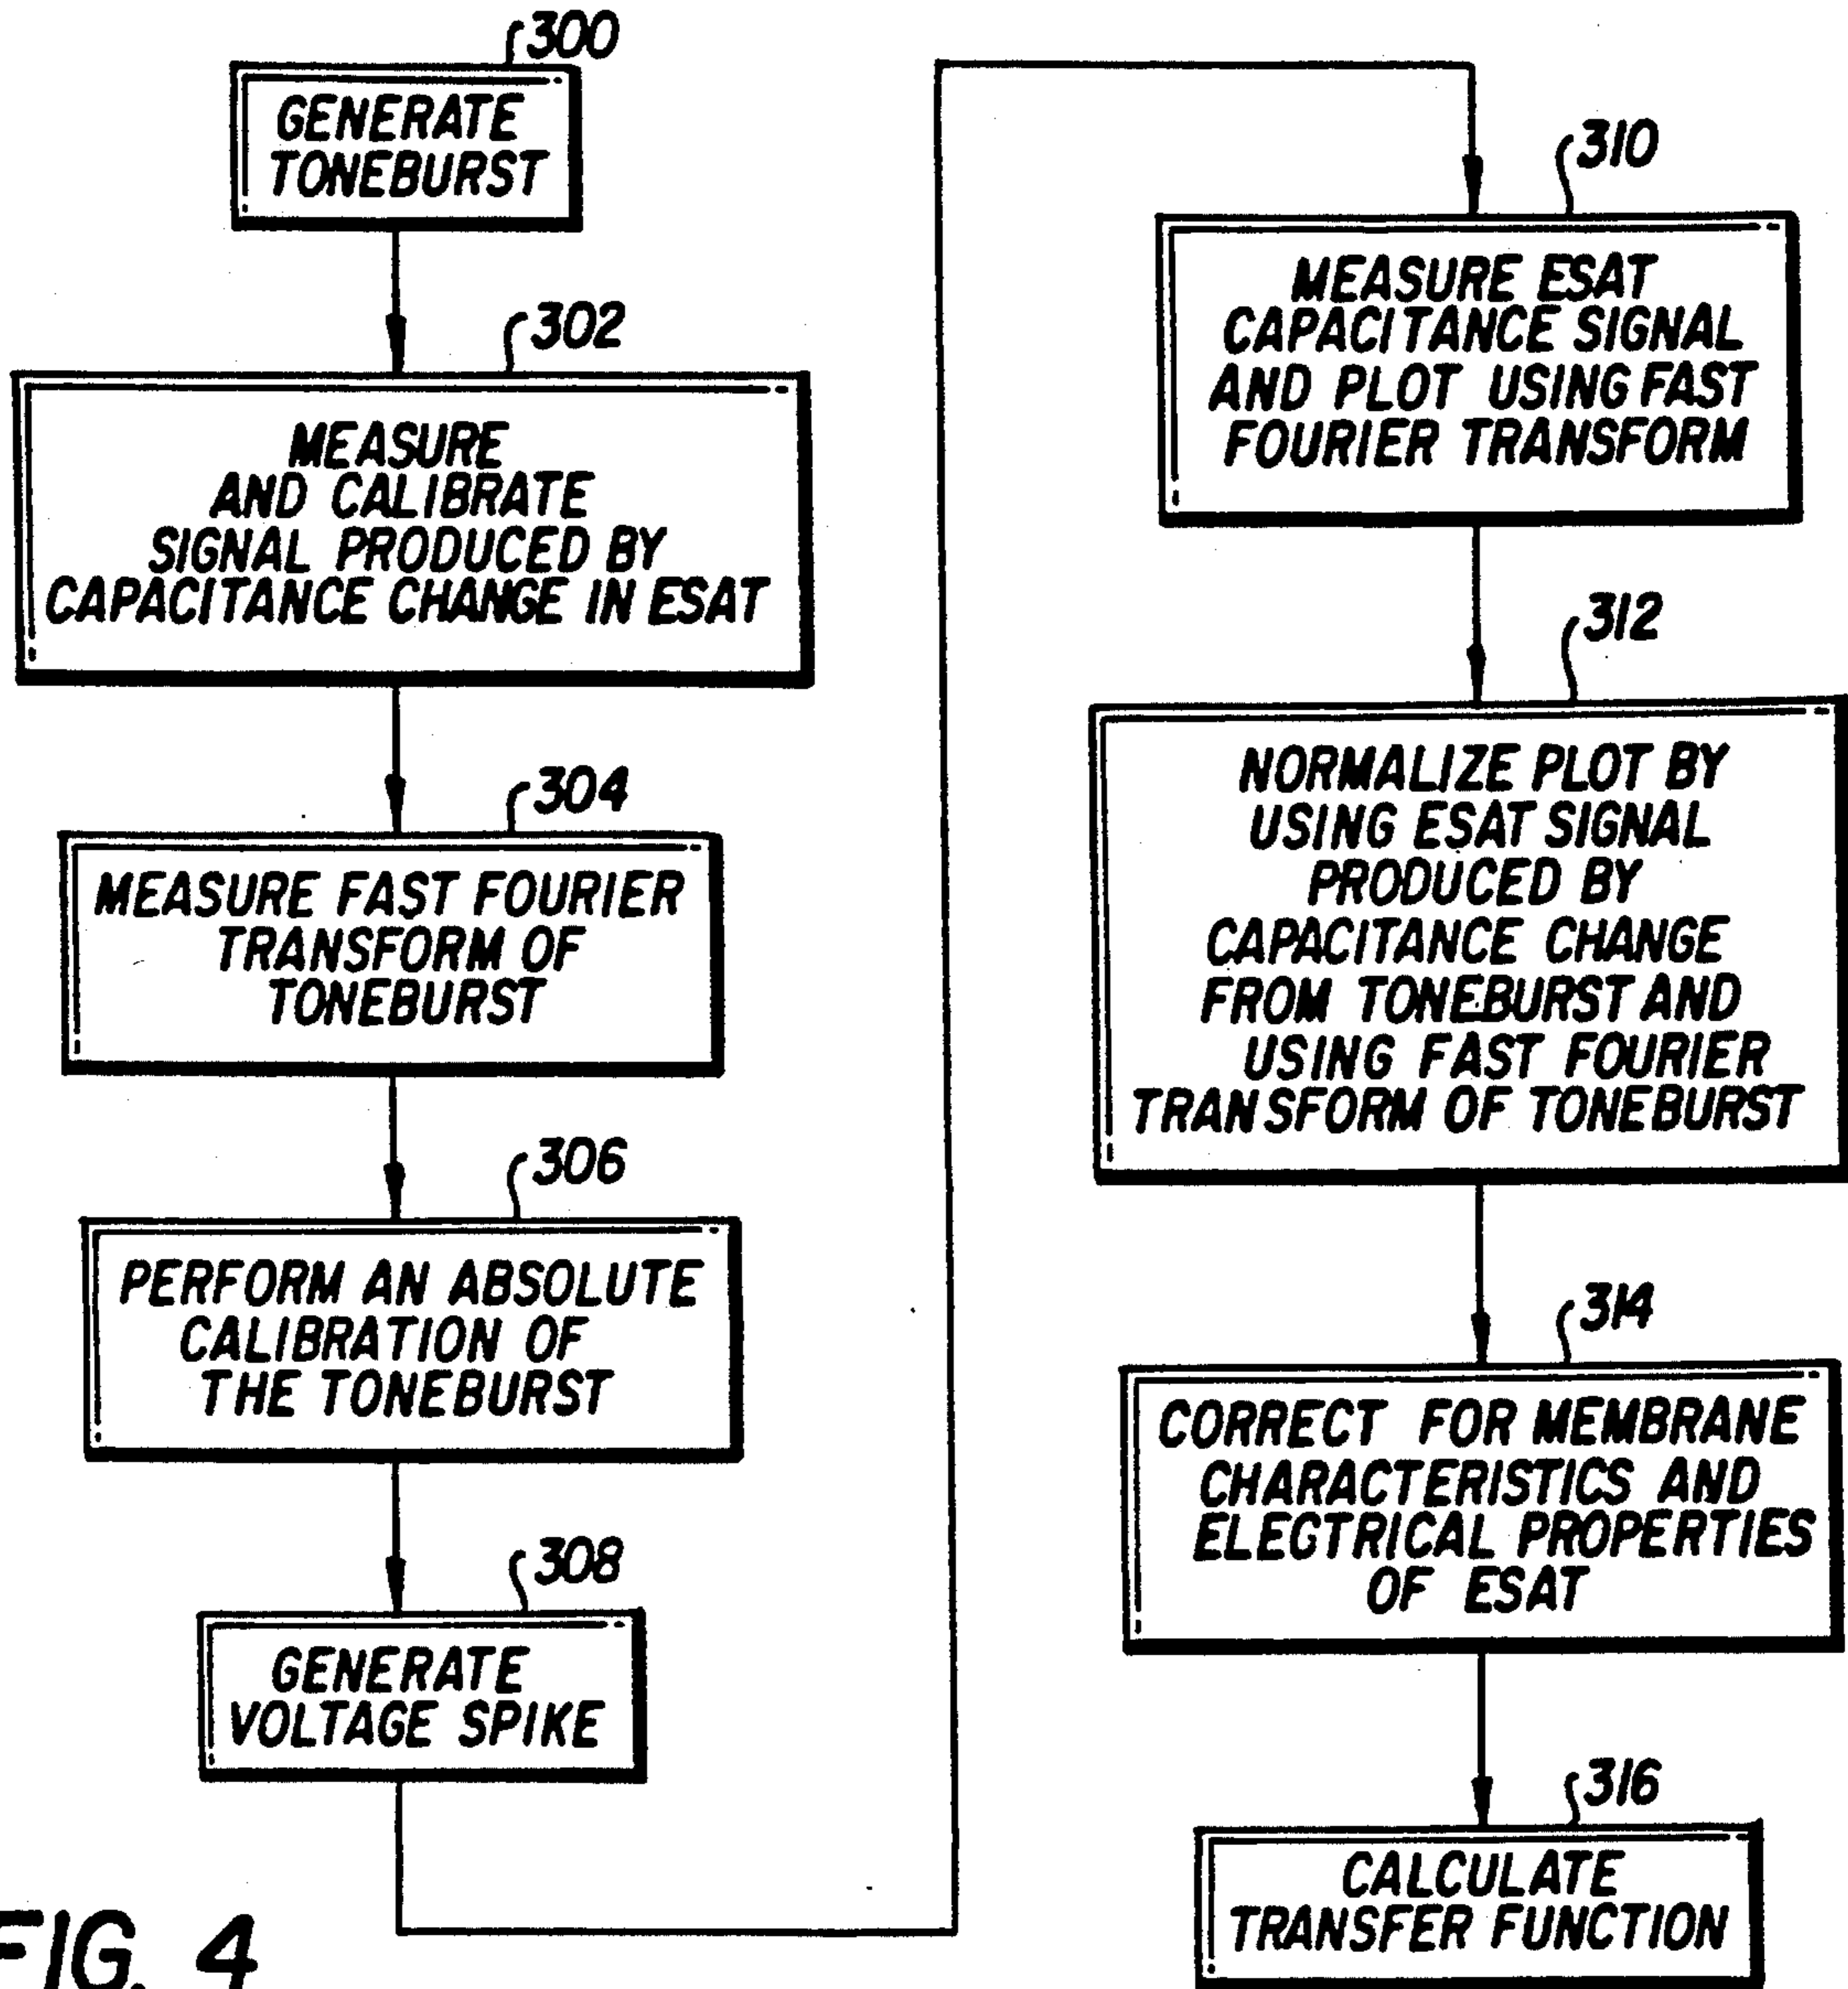 300
GENERATE
TONEBURST
302
MEASURE
AND CALIBRATE
SIGNAL PRODUCED BY
CAPACITANCE CHANGE IN ESAT
304
MEASURE FAST FOURIER
TRANSFORM OF
TONEBURST
306
PERFORM AN ABSOLUTE
CALIBRATION OF
THE TONEBURST
308
GENERATE
VOLTAGE SPIKE
310
MEASURE ESAT
CAPACITANCE SIGNAL
AND PLOT USING FAST
FOURIER TRANSFORM
312
NORMALIZE PLOT BY
USING ESAT SIGNAL
PRODUCED BY
CAPACITANCE CHANGE
FROM TONEBURST AND
USING FAST FOURIER
TRANSFORM OF TONEBURST
314
CORRECT FOR MEMBRANE
CHARACTERISTICS AND
ELEGTRICAL PROPERTIES
OF ESAT
316
CALCULATE
TRANSFER FUNCTION
FIG. 4